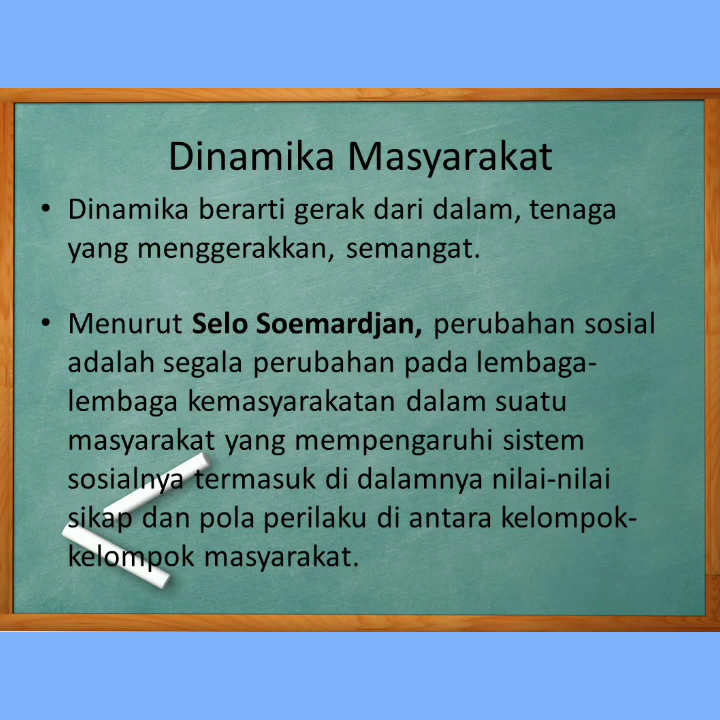 Dinamika Masyarakat
• Dinamika berarti gerak dari dalam, tenaga
yang menggerakkan, semangat.
• Menurut Selo Soemardjan, perubahan sosial
adalah segala perubahan pada lembaga-
lembaga kemasyarakatan dalam suatu
masyarakat yang mempengaruhi sistem
sosialnya termasuk di dalamnya nilai-nilai
sikap dan pola perilaku di antara kelompok-
kelompok masyarakat.